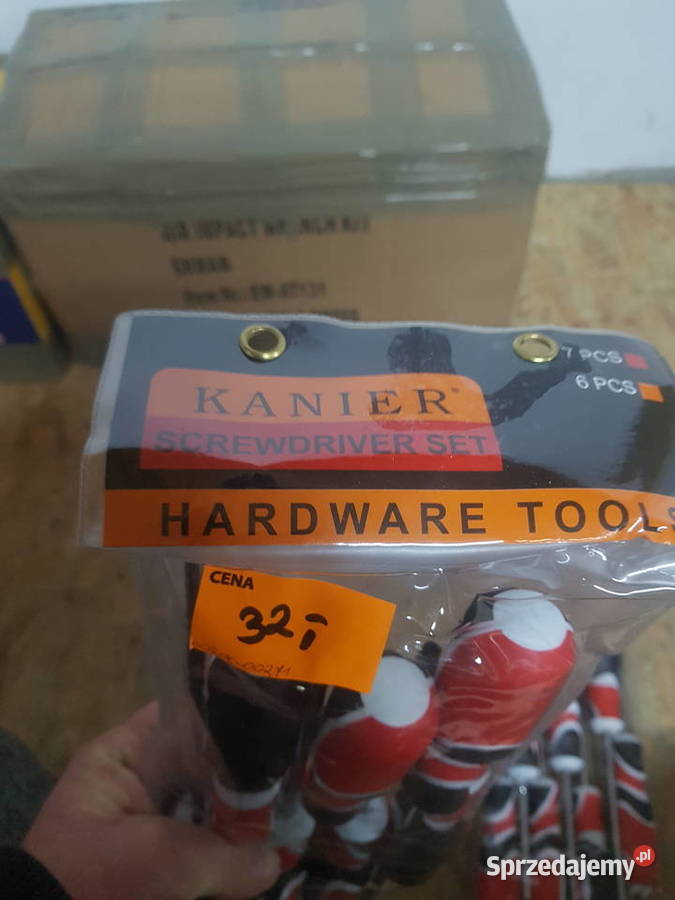 AIR IMPACT WRENCH KIT
7 PCS
6 PCS
KANIER®
SCREWDRIVER SET
HARDWARE TOOLS
CENA
32,-
Sprzedajemy.pl